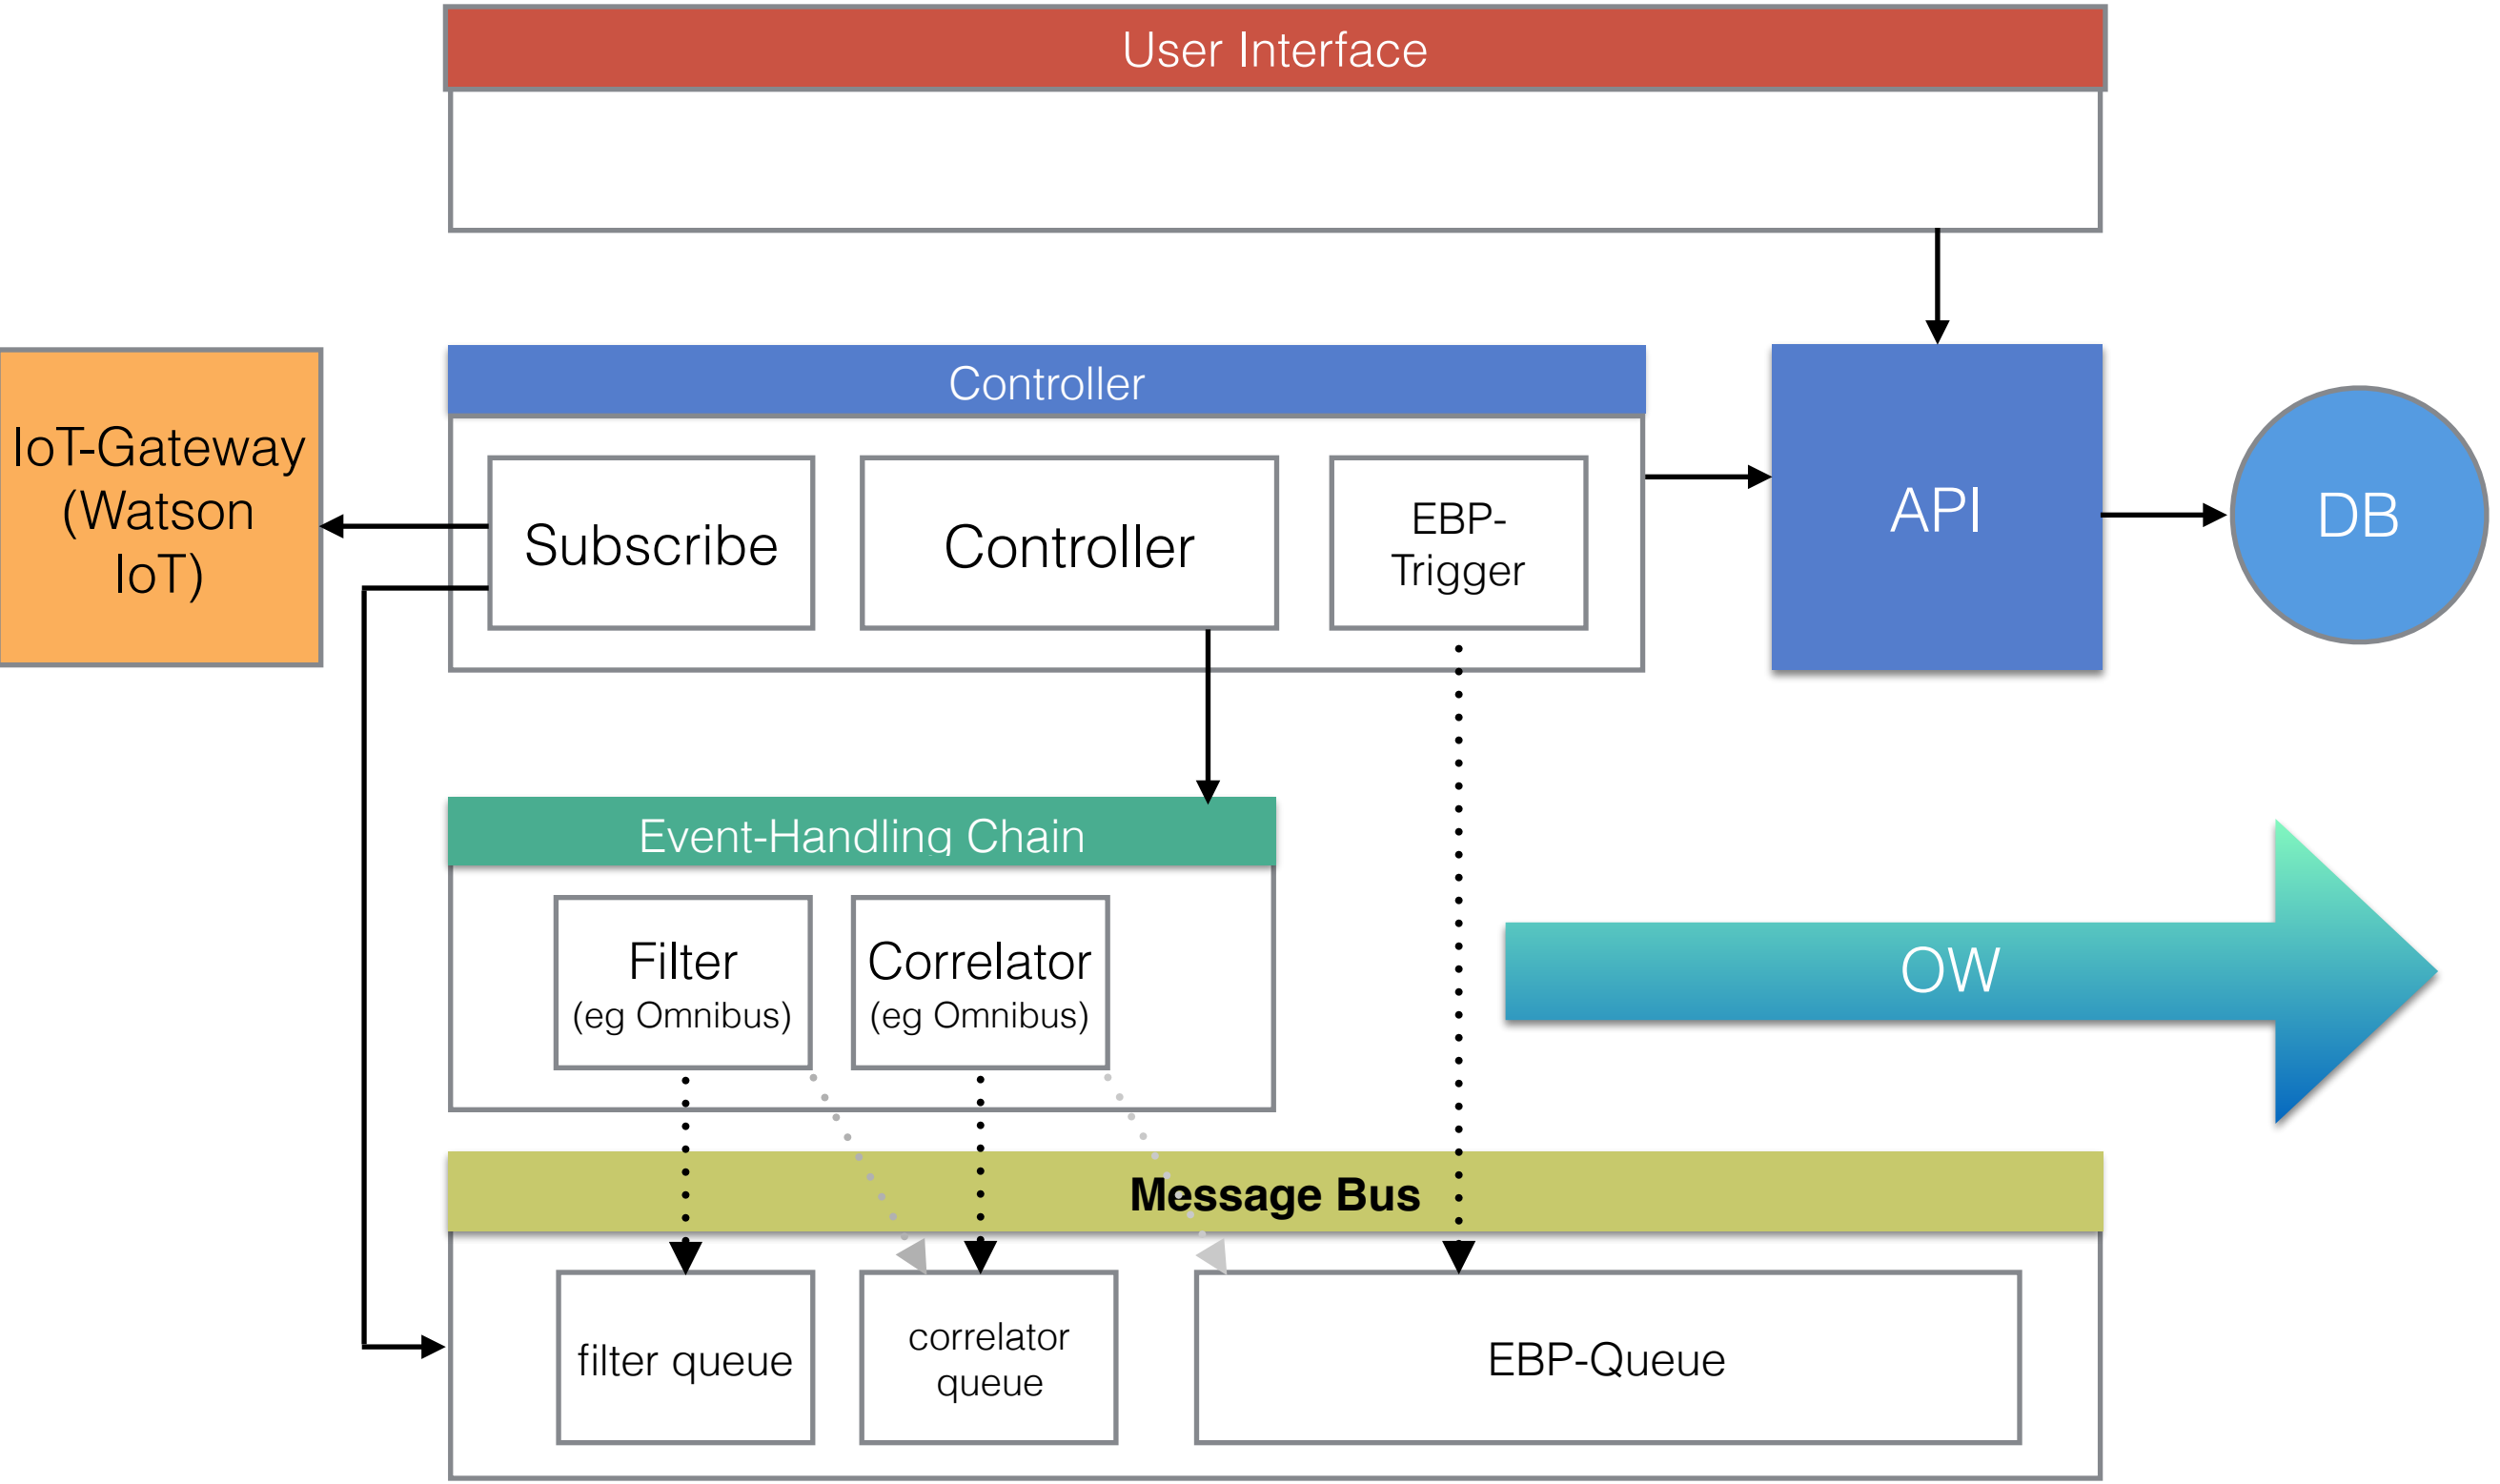 User Interface
Controller
IoT-Gateway
(Watson
IoT)
Subscribe
Controller
EBP-
Trigger
API
DB
Event-Handling Chain
Filter
(eg Omnibus)
Correlator
(eg Omnibus)
OW
Message Bus
filter queue
correlator
queue
EBP-Queue